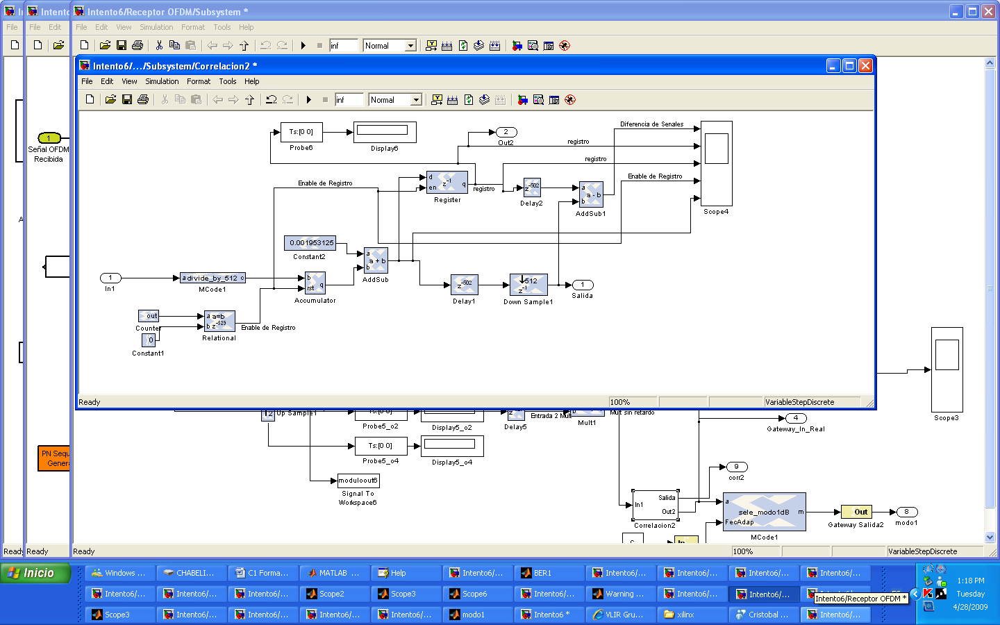 Intento6/Receptor OFDM/Subsystem *
File Edit View Simulation Format Tools Help
inf
Normal
Intento6/.../Subsystem/Correlacion2 *
File Edit View Simulation Format Tools Help
inf
Normal
Ts:[0 0]
Probe6
Display6
2
Out2
Diferencia de Senales
registro
registro
Enable de Registro
Scope4
Enable de Registro
d
en
z-1
q
Register
registro
z-502
Delay2
a
b
a - b
AddSub1
0.001953125
Constant2
a
b
a + b
AddSub
1
In1
a divide_by_512 c
MCode1
b
rst
q
Accumulator
z-502
Delay1
↓512
z-1
Down Sample1
1
Salida
out
Counter
0
Constant1
a
b
a=b
z-529
Relational
Enable de Registro
Ready
100%
VariableStepDiscrete
1
Señal OFDM
Recibida
PN Sequ
Genera
Up Sample1
Ts:[0 0]
Probe5_o2
Display5_o2
Delay5
Entrada 2 Mult
Mult1
Mult sin retardo
Ts:[0 0]
Probe5_o4
Display5_o4
moduloout6
Signal To
Workspace6
4
Gateway_In_Real
9
corr2
In1
Salida
Out2
Correlacion2
a
FecAdap
sele_modo1dB
m
MCode1
Out
Gateway Salida2
8
modo1
Scope3
Ready
Ready
Ready
100%
VariableStepDiscrete
Inicio
Windows ...
CHABELI...
C1 Forma...
MATLAB ...
Help
Intento6/...
BER1
Intento6/...
Intento6/...
Intento6/...
Intento6/...
Intento6/...
Intento6/...
Intento6/...
Scope2
Scope3
Scope6
Intento6/...
Warning ...
Intento6/...
Intento6/...
Intento6/Receptor OFDM *
Scope3
Intento6/...
Intento6/...
Intento6/...
Intento6/...
modo1
Intento6 *
VLIR Gru...
xilinx
Cristobal ...
Intento6/...
1:18 PM
Tuesday
4/28/2009